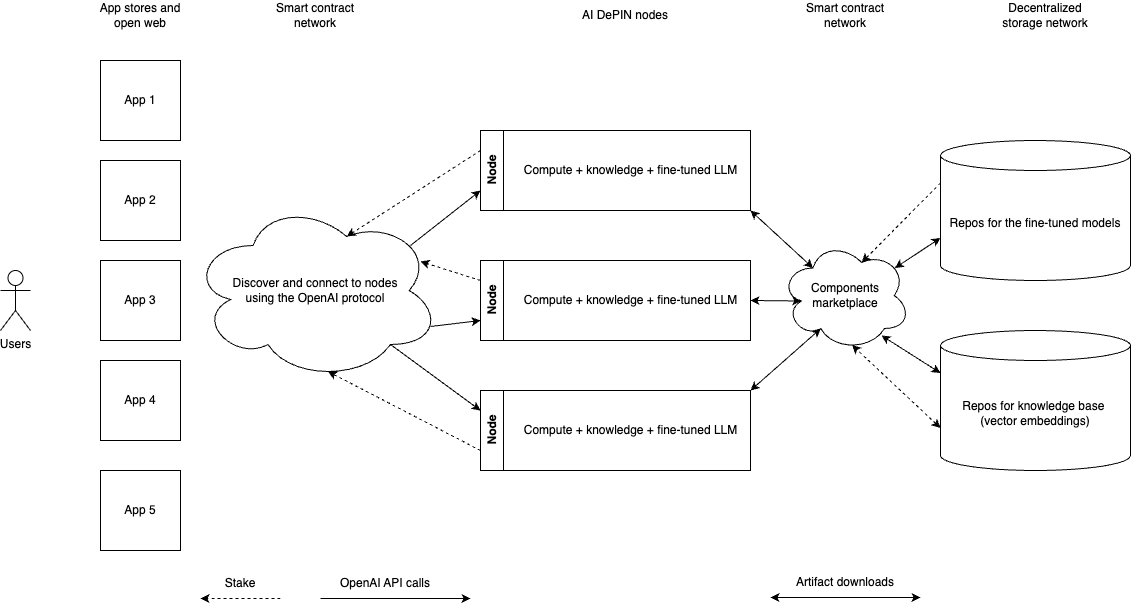 App stores and
open web
Smart contract
network
AI DePIN nodes
Smart contract
network
Decentralized
storage network
App 1
App 2
App 3
App 4
App 5
Users
Discover and connect to nodes
using the OpenAI protocol
Node
Compute + knowledge + fine-tuned LLM
Node
Compute + knowledge + fine-tuned LLM
Node
Compute + knowledge + fine-tuned LLM
Components
marketplace
Repos for the fine-tuned models
Repos for knowledge base
(vector embeddings)
Stake
OpenAI API calls
Artifact downloads